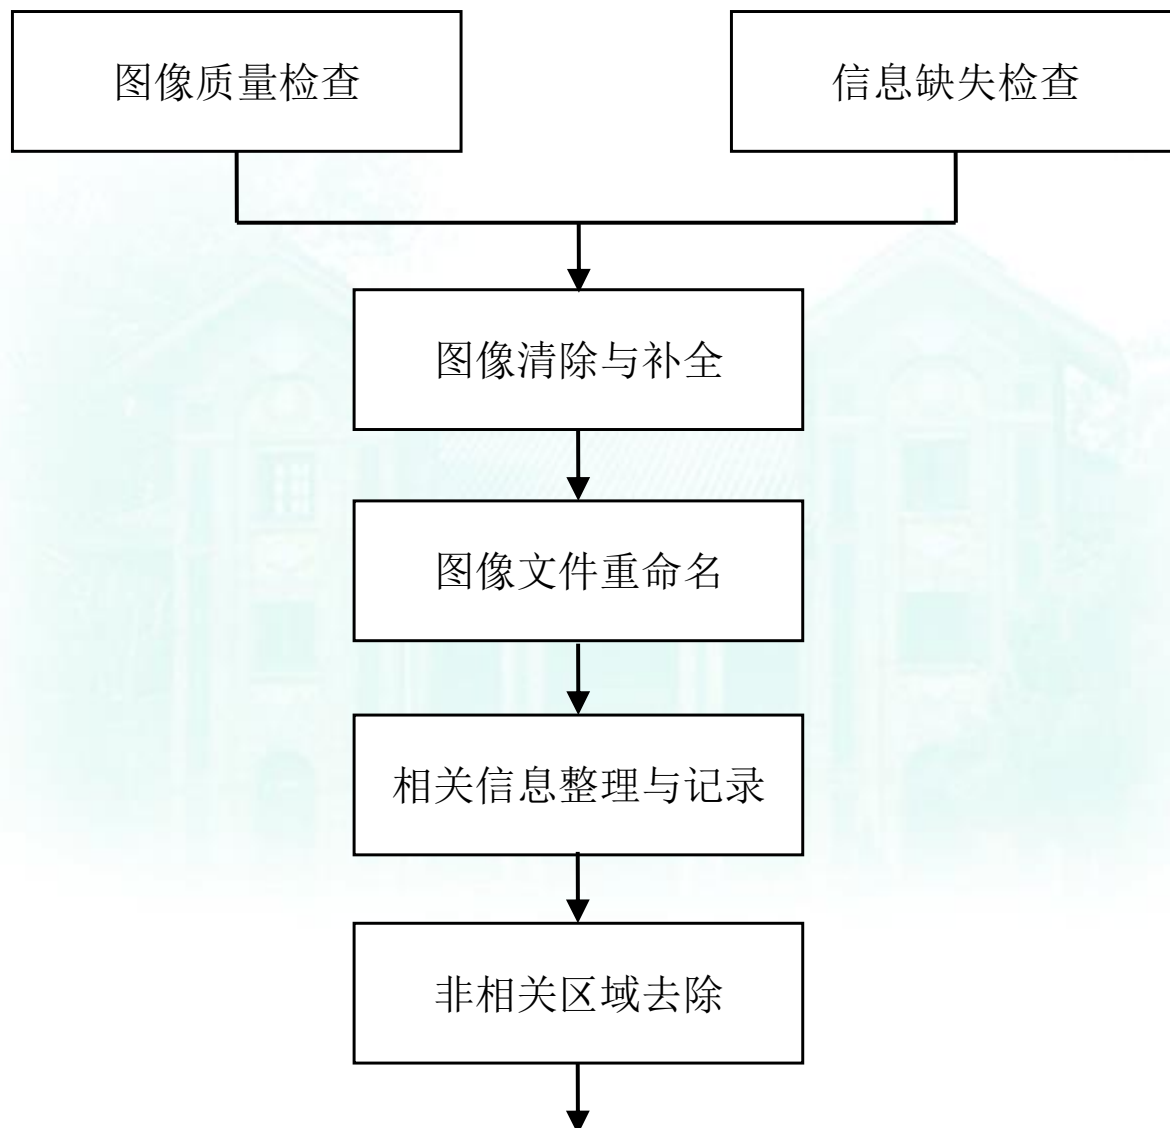 图像质量检查
信息缺失检查
图像清除与补全
图像文件重命名
相关信息整理与记录
非相关区域去除